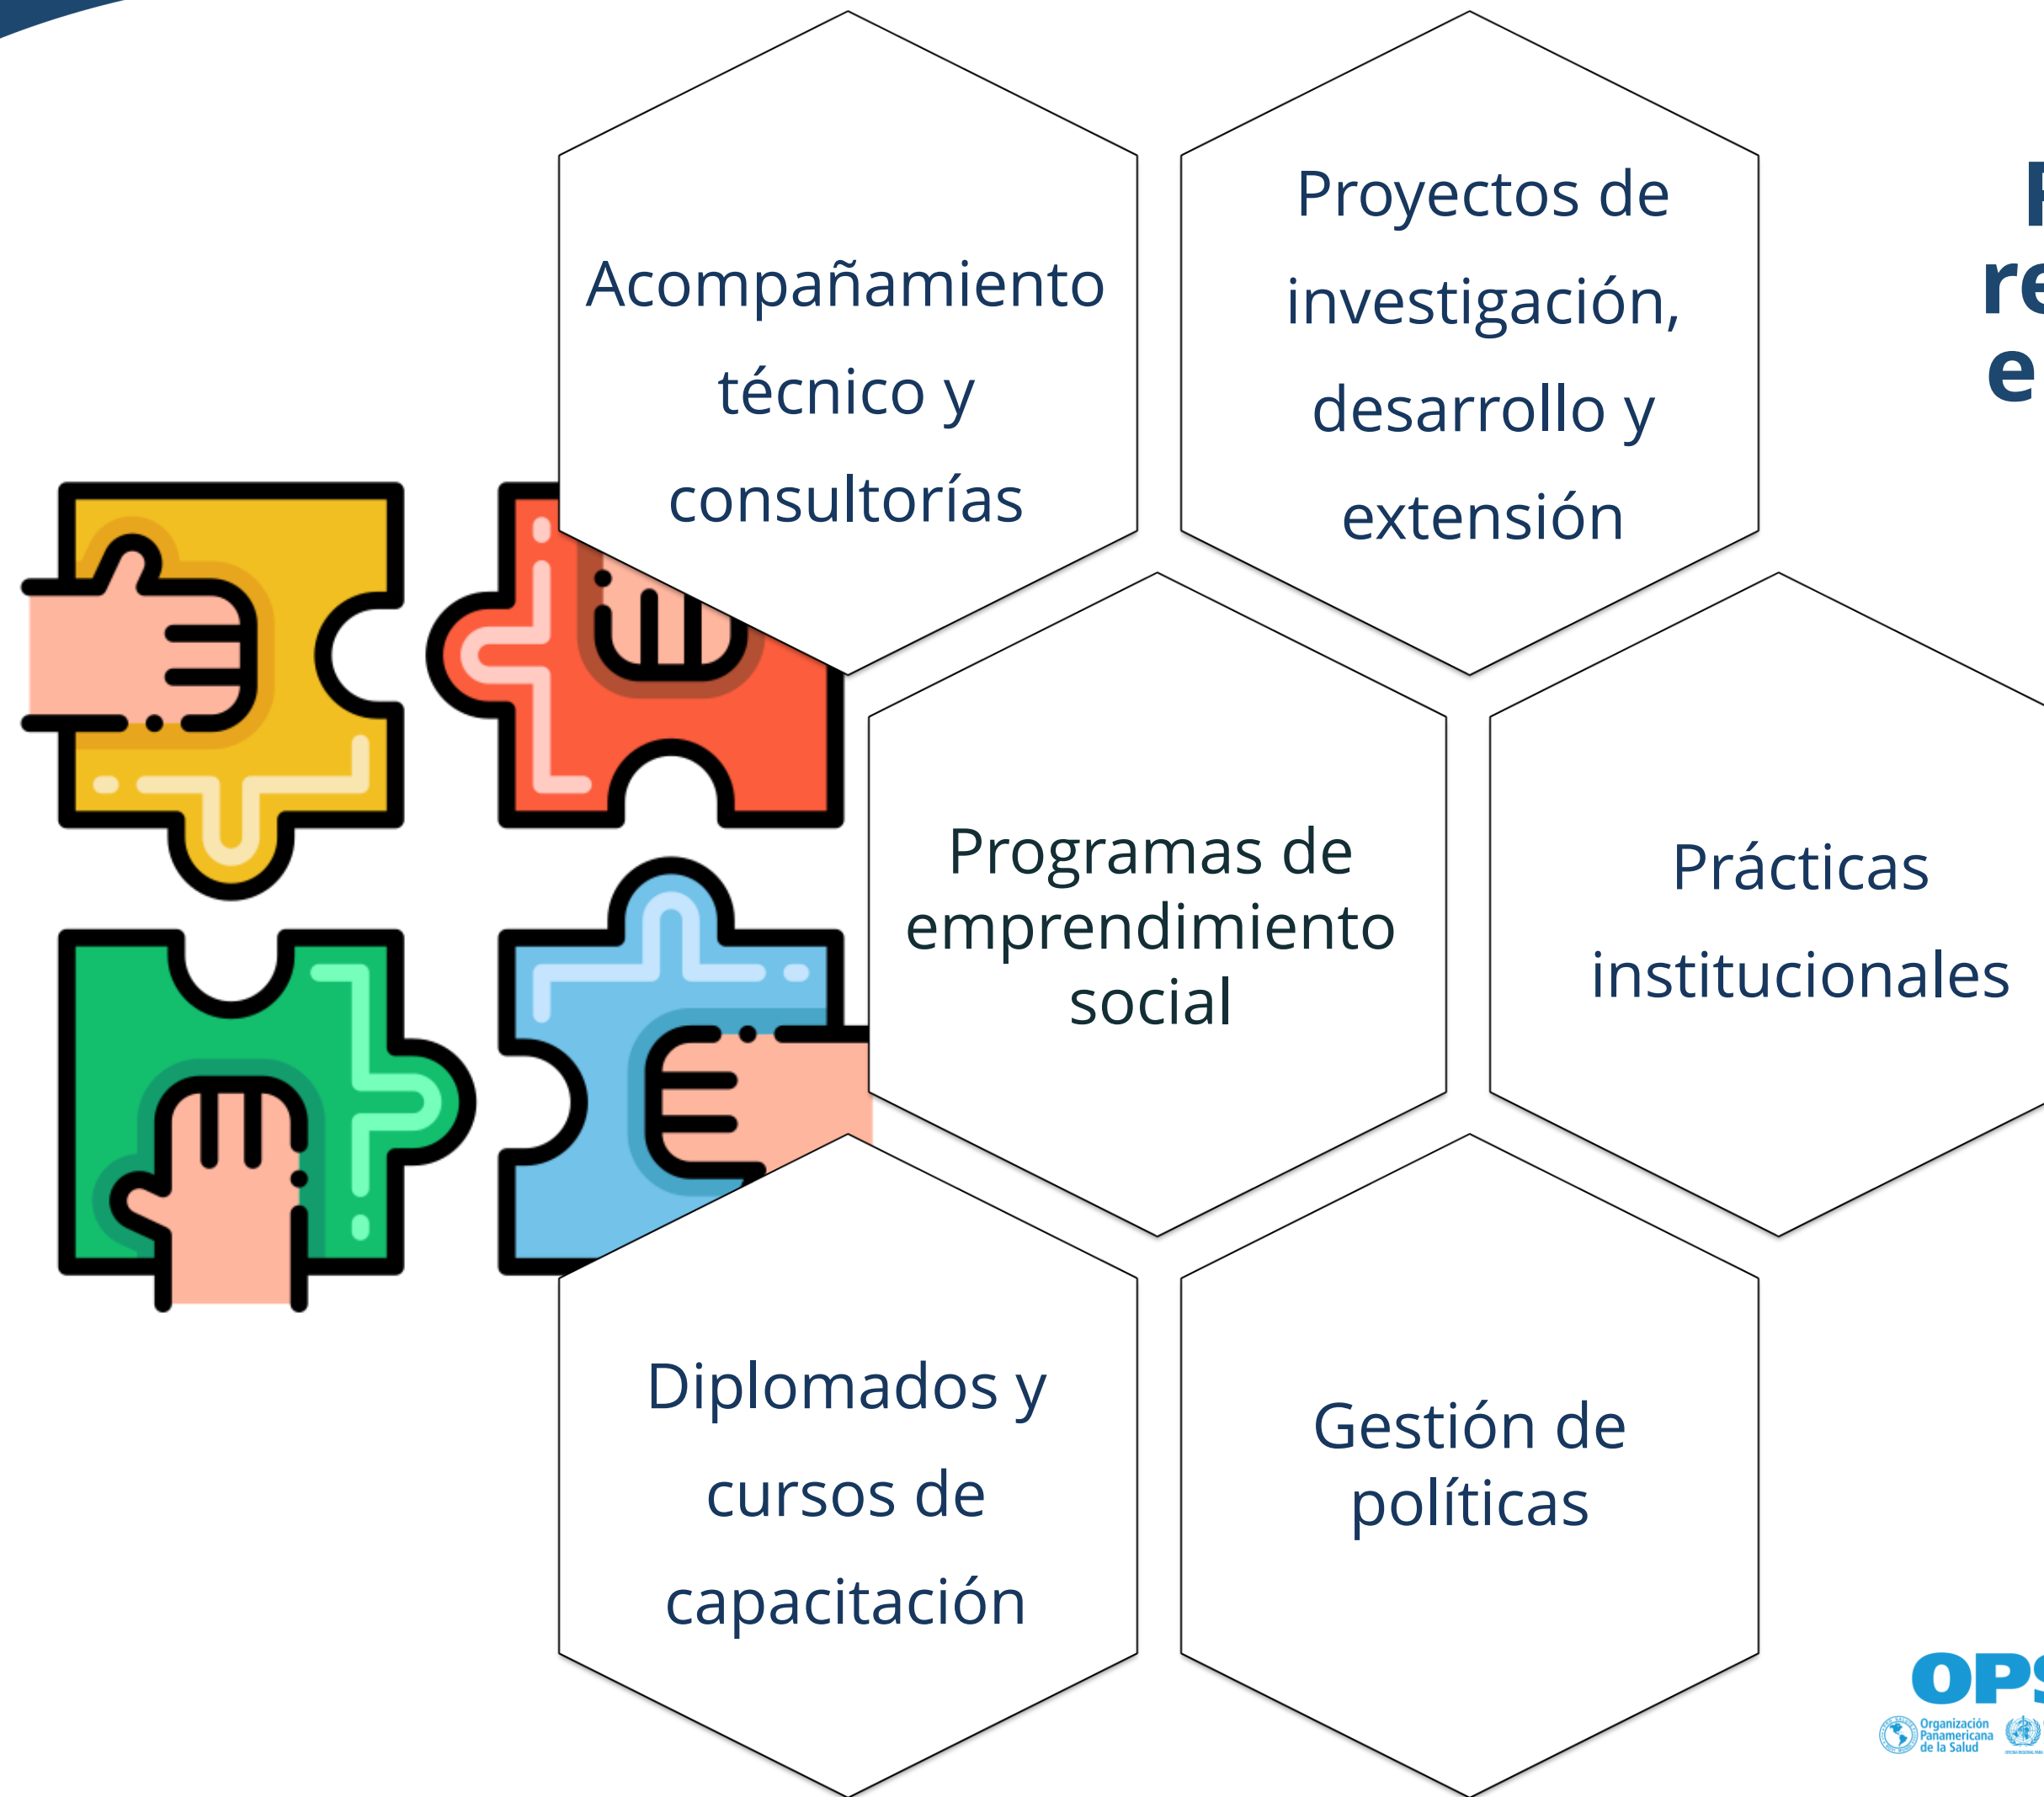 Acompañamiento
técnico y
consultorías
Proyectos de
investigación,
desarrollo y
extensión
Programas de
emprendimiento
social
Prácticas
institucionales
Diplomados y
cursos de
capacitación
Gestión de
políticas
e
Organización
Panamericana
de la Salud